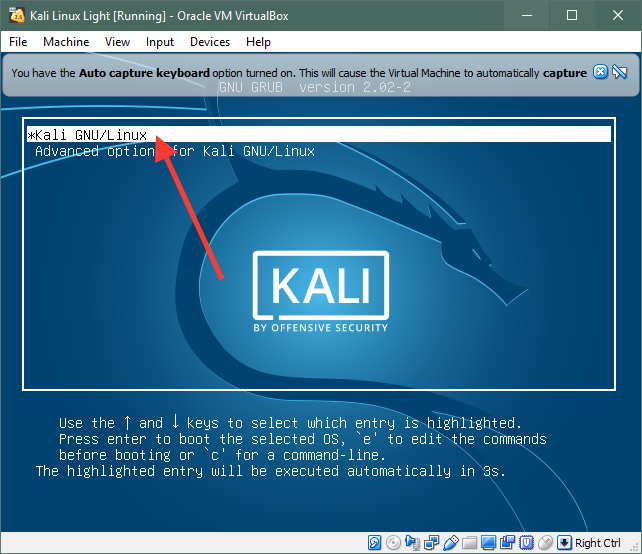 Kali Linux Light [Running] - Oracle VM VirtualBox
File Machine View Input Devices Help
You have the Auto capture keyboard option turned on. This will cause the Virtual Machine to automatically capture
GNU GRUB version 2.02-2
*Kali GNU/Linux
Advanced options for Kali GNU/Linux
KALI
BY OFFENSIVE SECURITY
Use the ↑ and ↓ keys to select which entry is highlighted.
Press enter to boot the selected OS, `e' to edit the commands
before booting or `c' for a command-line.
The highlighted entry will be executed automatically in 3s.
Right Ctrl